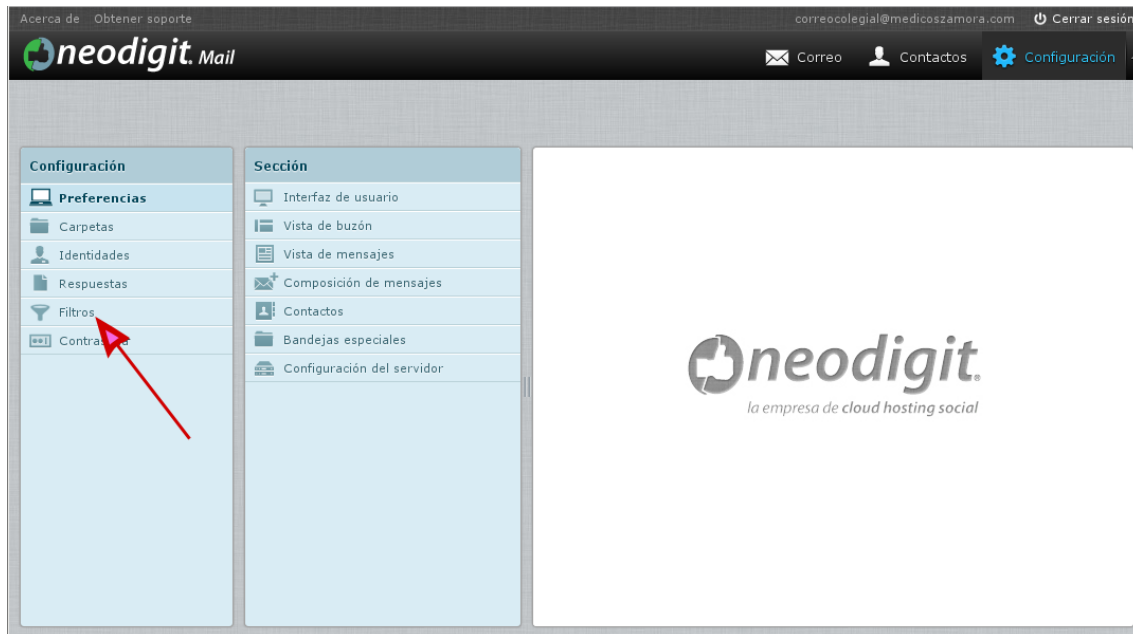 Acerca de Obtener soporte correocolegial@medicoszamora.com Cerrar sesión
neodigit. Mail Correo Contactos Configuración
Configuración
Preferencias
Carpetas
Identidades
Respuestas
Filtros
Sección
Interfaz de usuario
Vista de buzón
Vista de mensajes
Composición de mensajes
Contactos
Bandejas especiales
Configuración del servidor
neodigit.
la empresa de cloud hosting social